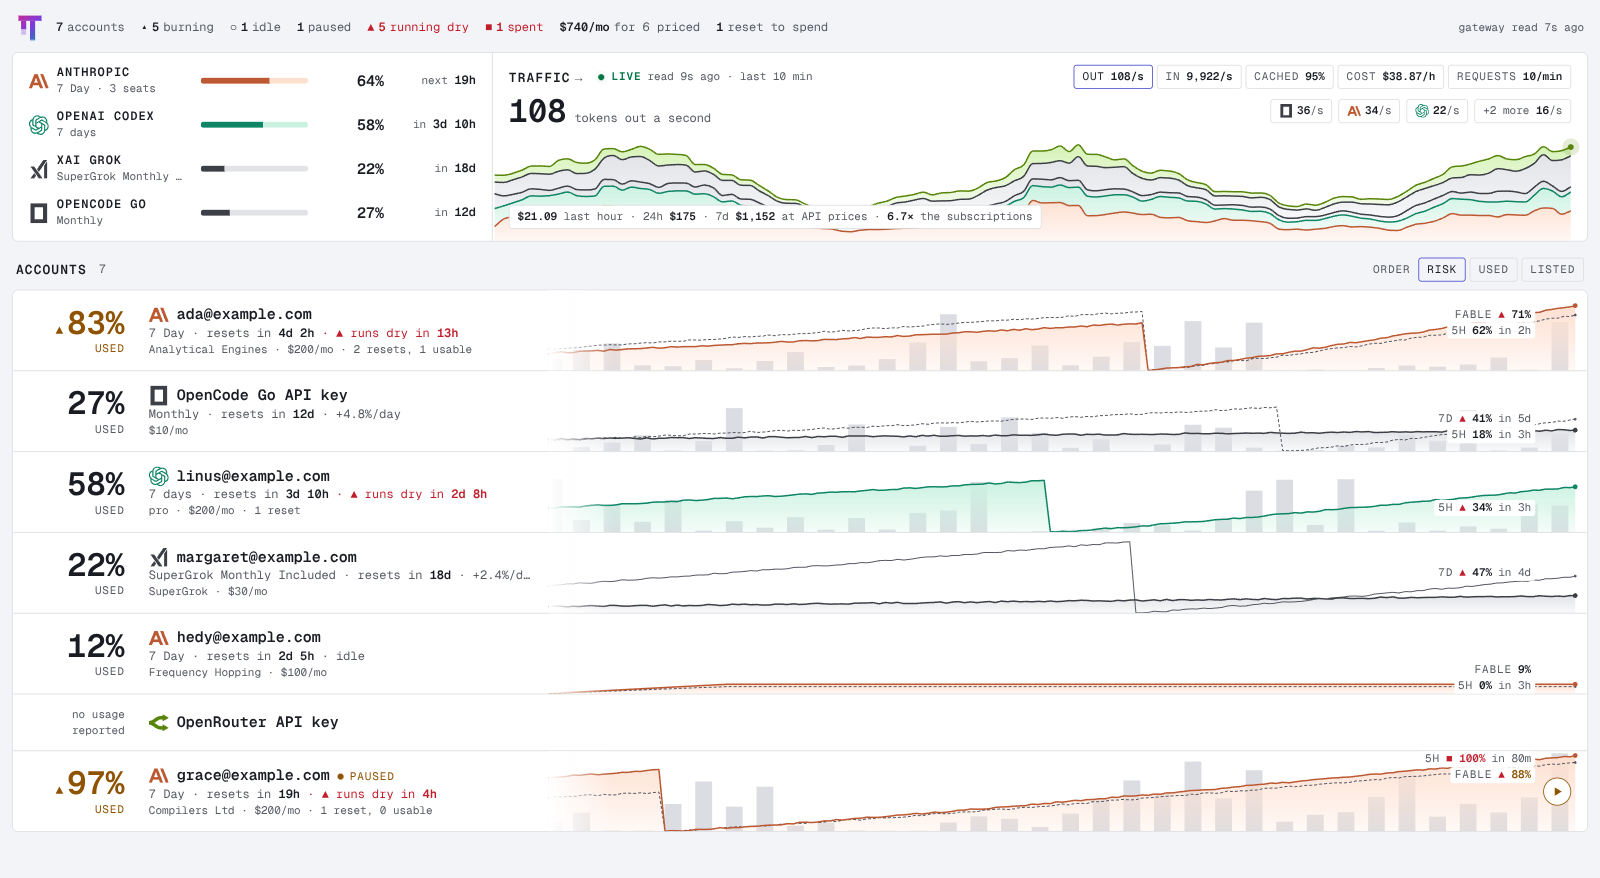 7 accounts ▲ 5 burning ○ 1 idle 1 paused ▲ 5 running dry ■ 1 spent $740/mo for 6 priced 1 reset to spend gateway read 7s ago
ANTHROPIC
7 Day · 3 seats
64% next 19h
OPENAI CODEX
7 days
58% in 3d 10h
XAI GROK
SuperGrok Monthly …
22% in 18d
OPENCODE GO
Monthly
27% in 12d
TRAFFIC → ● LIVE read 9s ago · last 10 min
OUT 108/s IN 9,922/s CACHED 95% COST $38.87/h REQUESTS 10/min
108 tokens out a second
36/s 34/s 22/s +2 more 16/s
$21.09 last hour · 24h $175 · 7d $1,152 at API prices · 6.7× the subscriptions
ACCOUNTS 7
ORDER RISK USED LISTED
▲83%
USED
ada@example.com
7 Day · resets in 4d 2h · ▲ runs dry in 13h
Analytical Engines · $200/mo · 2 resets, 1 usable
FABLE ▲ 71%
5H 62% in 2h
27%
USED
OpenCode Go API key
Monthly · resets in 12d · +4.8%/day
$10/mo
7D ▲ 41% in 5d
5H 18% in 3h
58%
USED
linus@example.com
7 days · resets in 3d 10h · ▲ runs dry in 2d 8h
pro · $200/mo · 1 reset
5H ▲ 34% in 3h
22%
USED
margaret@example.com
SuperGrok Monthly Included · resets in 18d · +2.4%/d…
SuperGrok · $30/mo
7D ▲ 47% in 4d
12%
USED
hedy@example.com
7 Day · resets in 2d 5h · idle
Frequency Hopping · $100/mo
FABLE 9%
5H 0% in 3h
no usage
reported
OpenRouter API key
▲97%
USED
grace@example.com ● PAUSED
7 Day · resets in 19h · ▲ runs dry in 4h
Compilers Ltd · $200/mo · 1 reset, 0 usable
5H ■ 100% in 80m
FABLE ▲ 88%